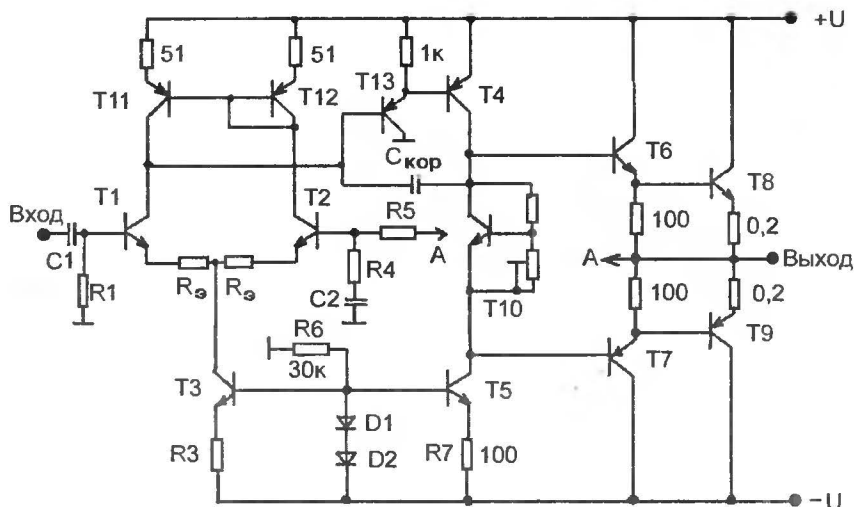 +U
51
51
1к
T13
T11
T12
T4
Cкор
T6
T1
T2
T8
Вход
R5
100
0,2
C1
A
A
Выход
R4
R1
Rэ
Rэ
C2
T10
100
0,2
R6
T9
30к
T7
T3
T5
D1
R3
D2
R7
100
−U